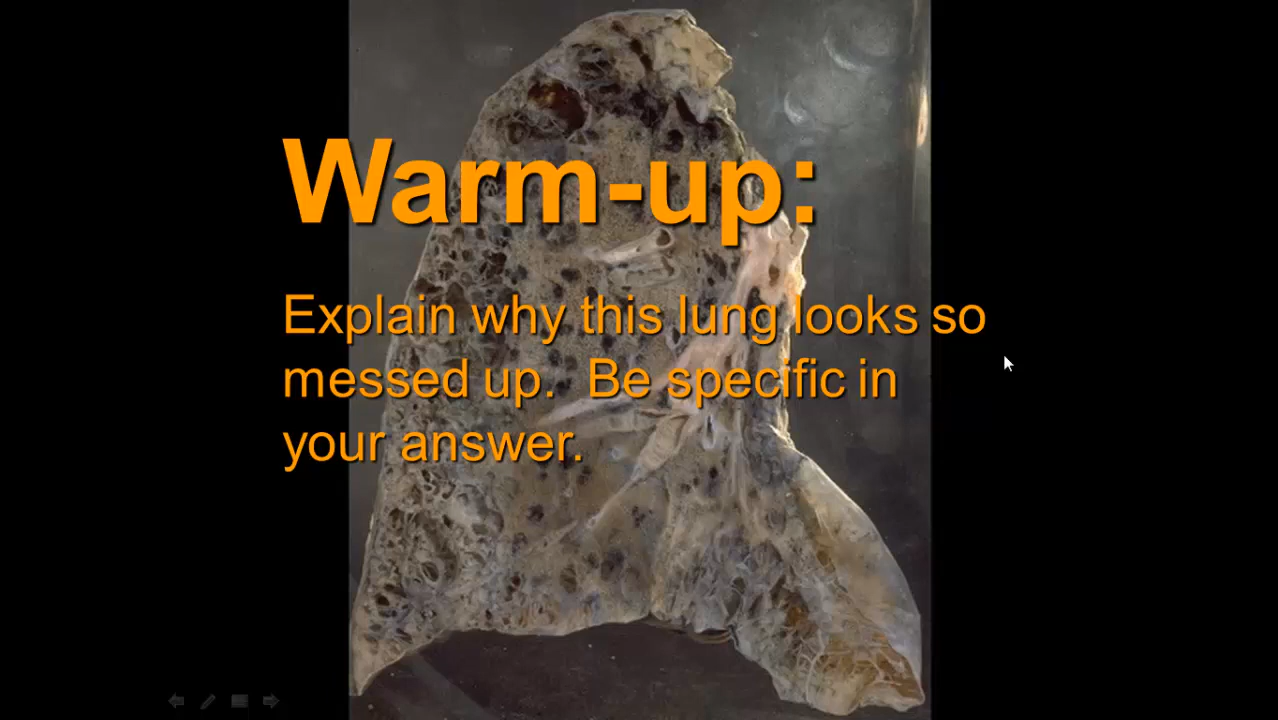 Warm-up:
Explain why this lung looks so
messed up.  Be specific in
your answer.